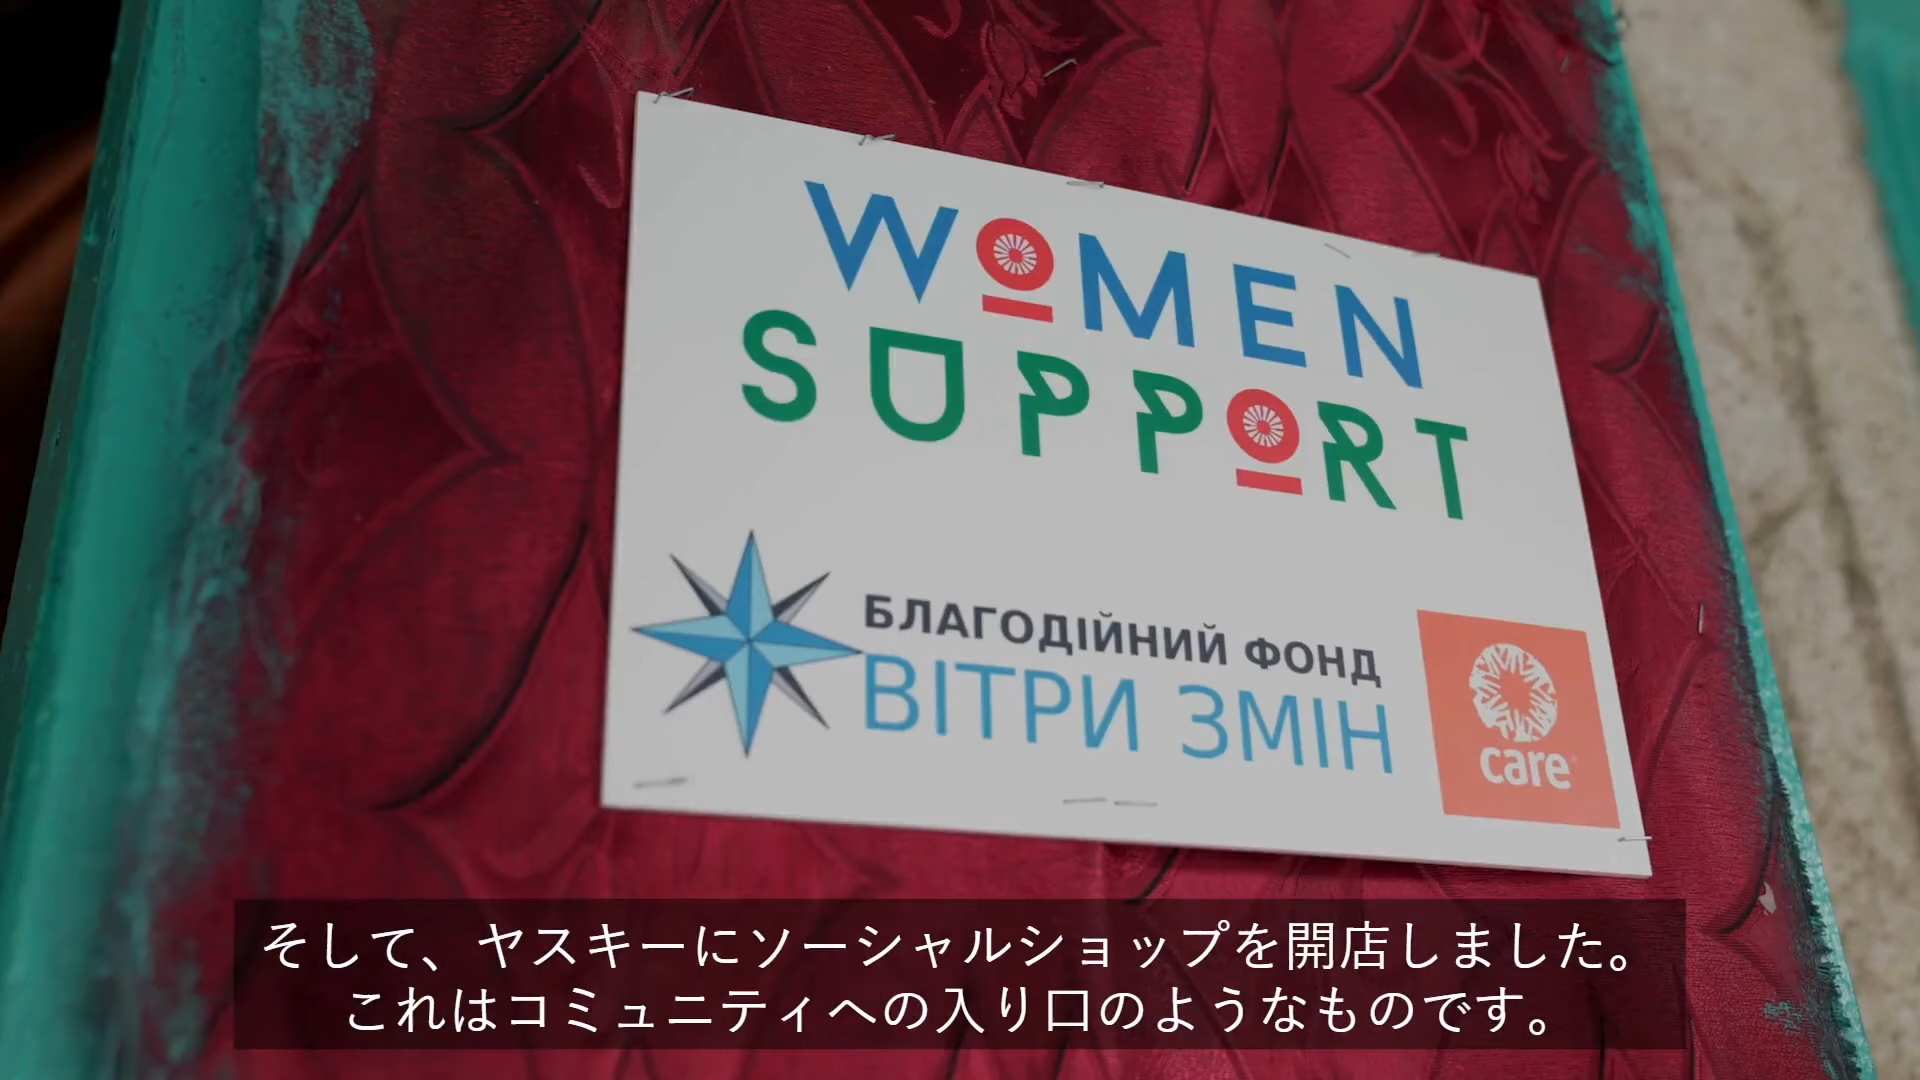 WOMEN
SUPPORT
БЛАГОДІЙНИЙ ФОНД
ВІТРИ ЗМІН
care
そして、ヤスキーにソーシャルショップを開店しました。
これはコミュニティへの入り口のようなものです。